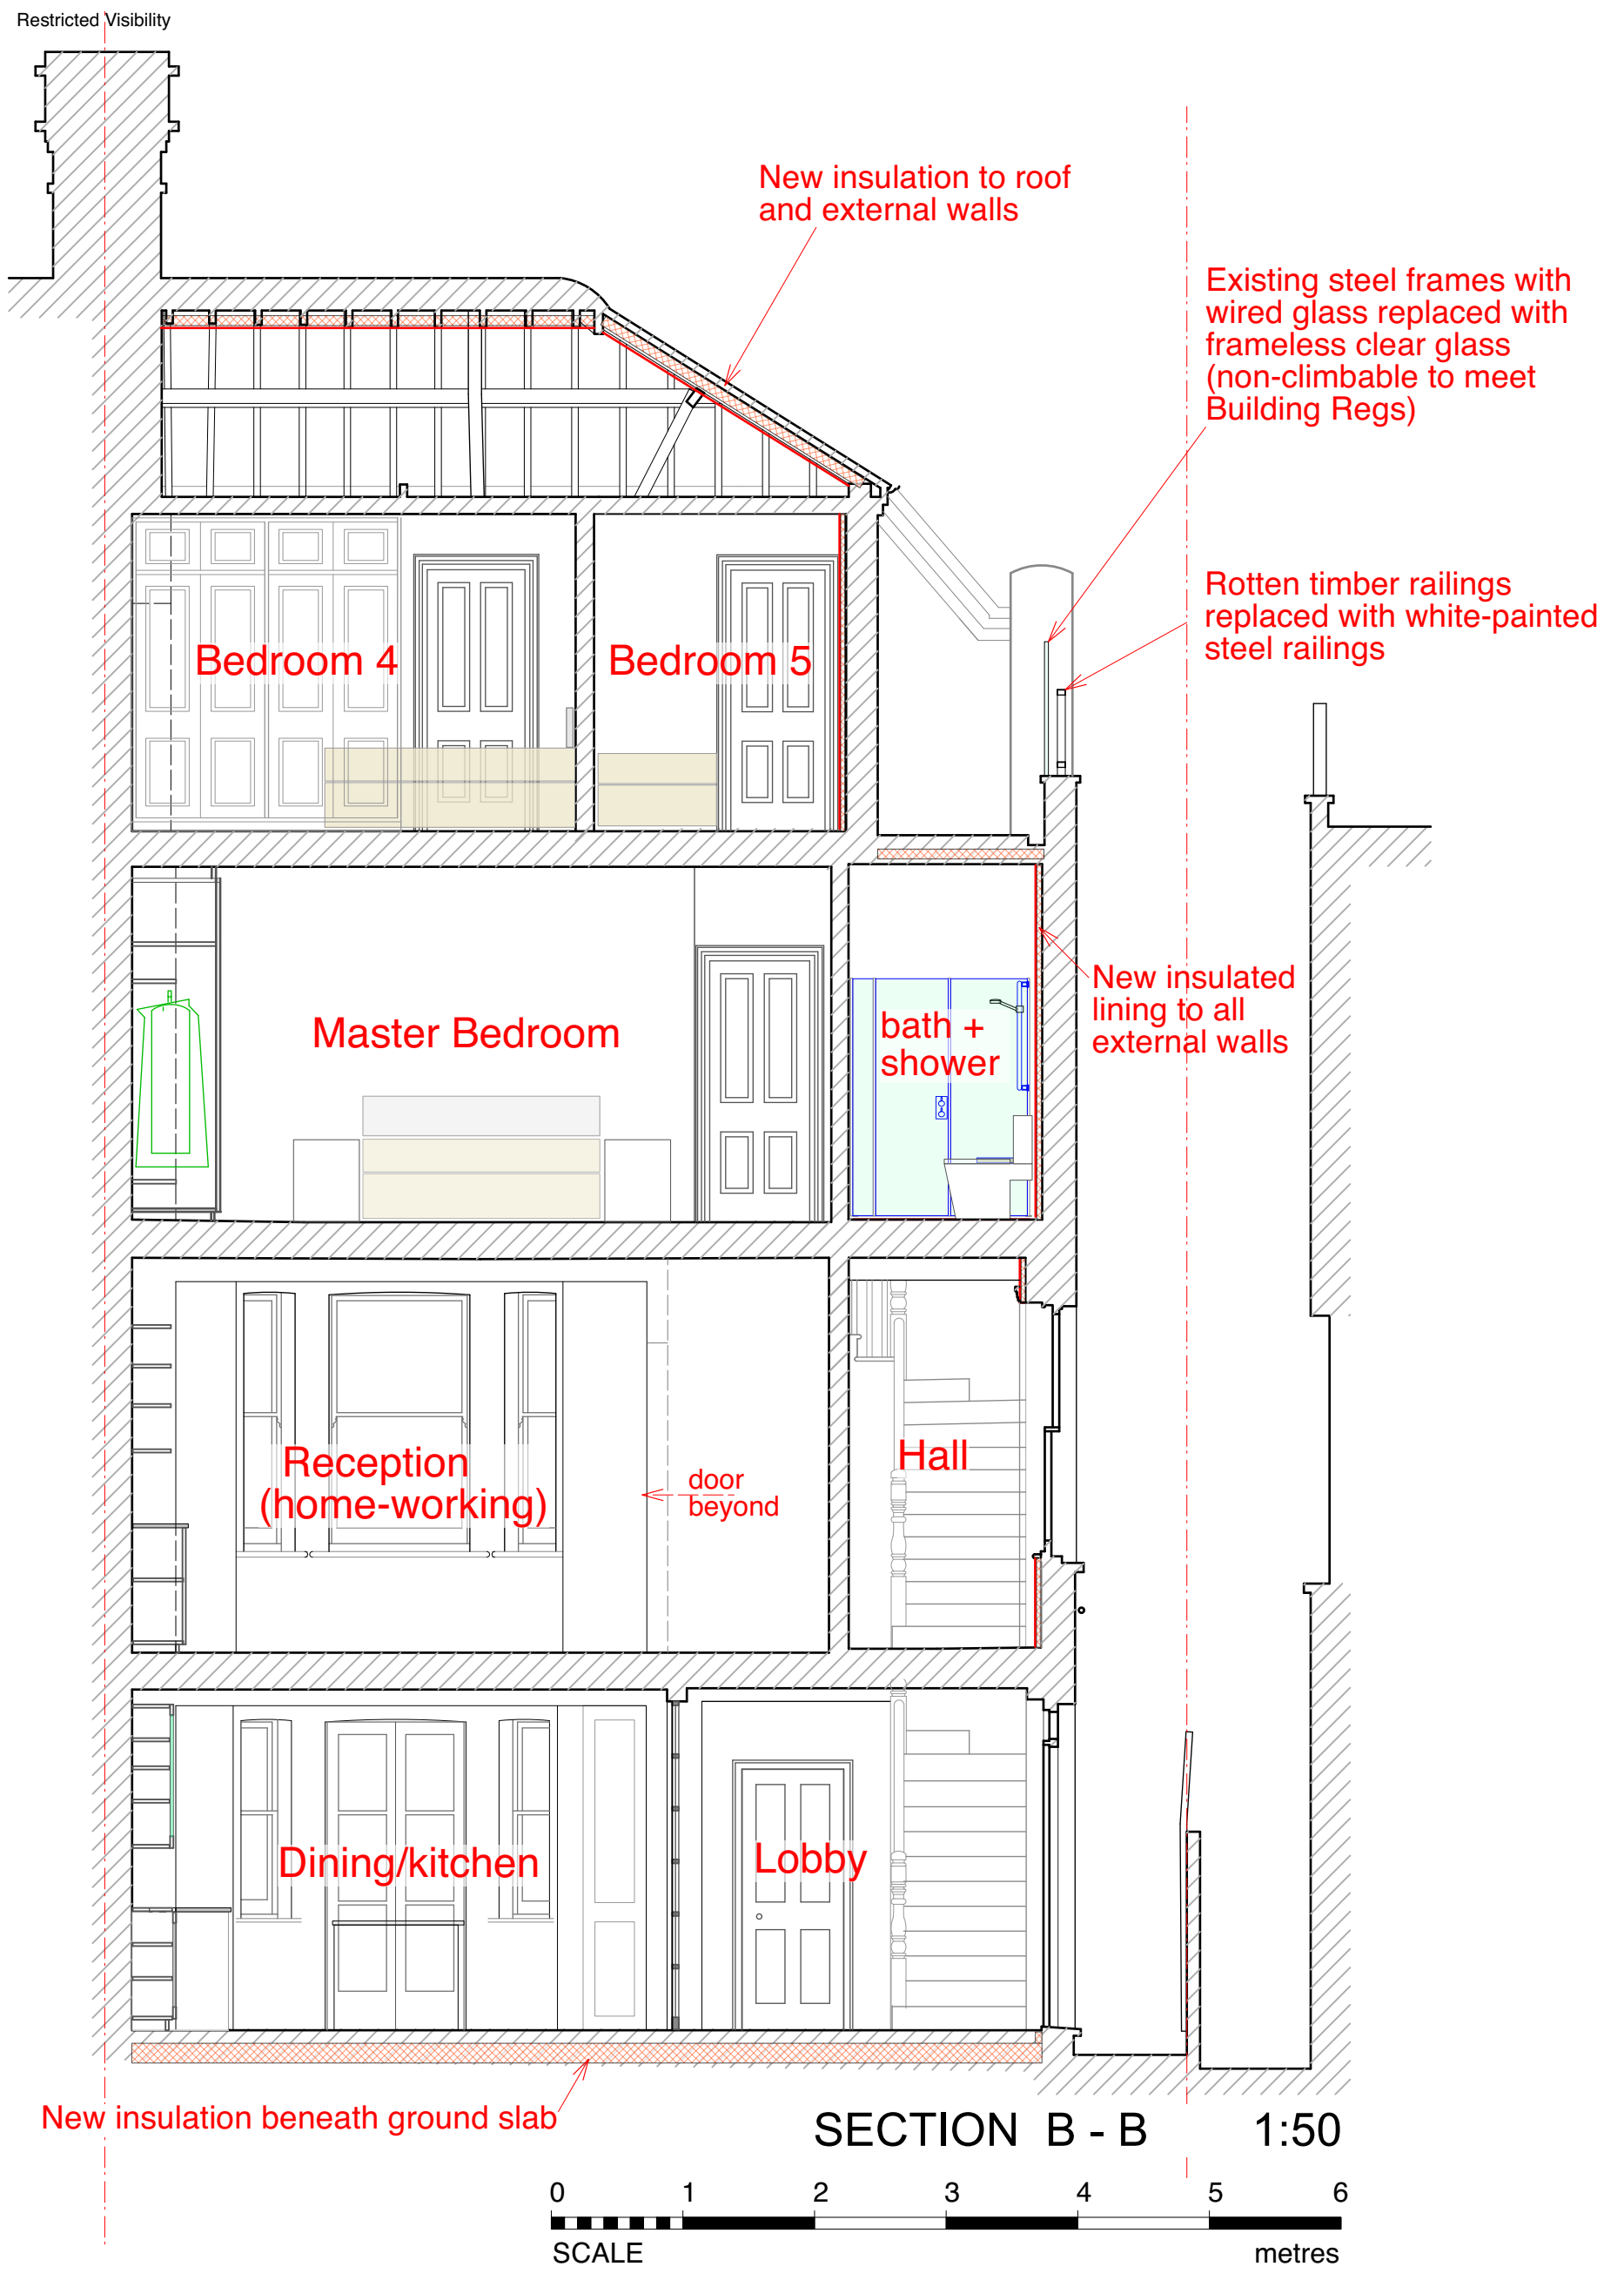 Restricted Visibility
New insulation to roof
and external walls
Existing steel frames with
wired glass replaced with
frameless clear glass
(non-climbable to meet
Building Regs)
Rotten timber railings
replaced with white-painted
steel railings
Bedroom 4
Bedroom 5
New insulated
lining to all
external walls
Master Bedroom
bath +
shower
Reception
(home-working)
door
beyond
Hall
Dining/kitchen
Lobby
New insulation beneath ground slab
SECTION B - B 1:50
0 1 2 3 4 5 6
SCALE metres